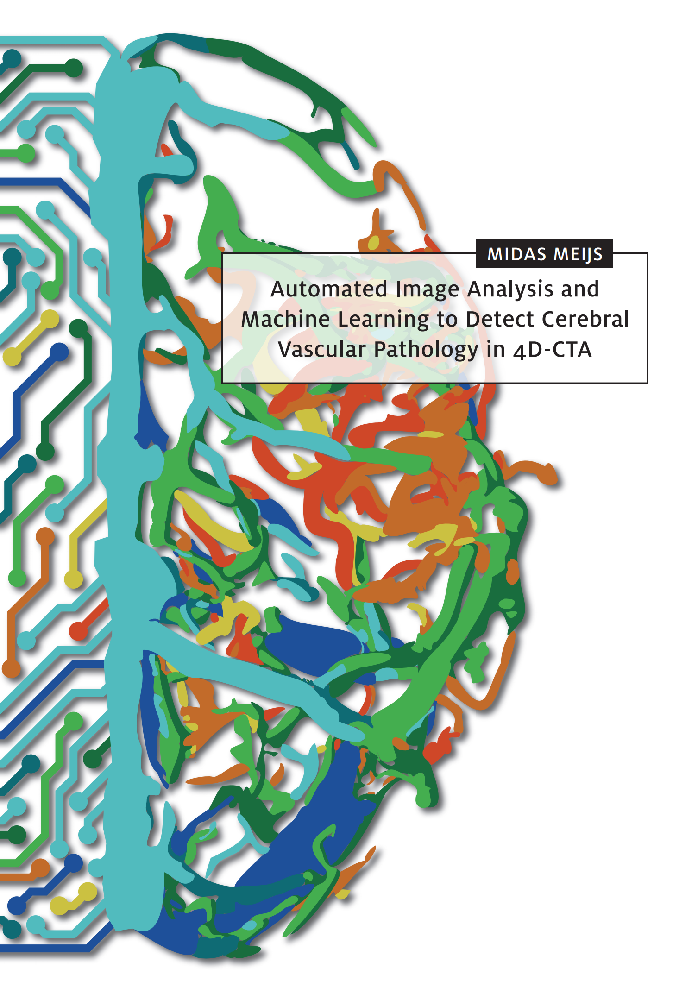 MIDAS MEIJS
Automated Image Analysis and
Machine Learning to Detect Cerebral
Vascular Pathology in 4D-CTA